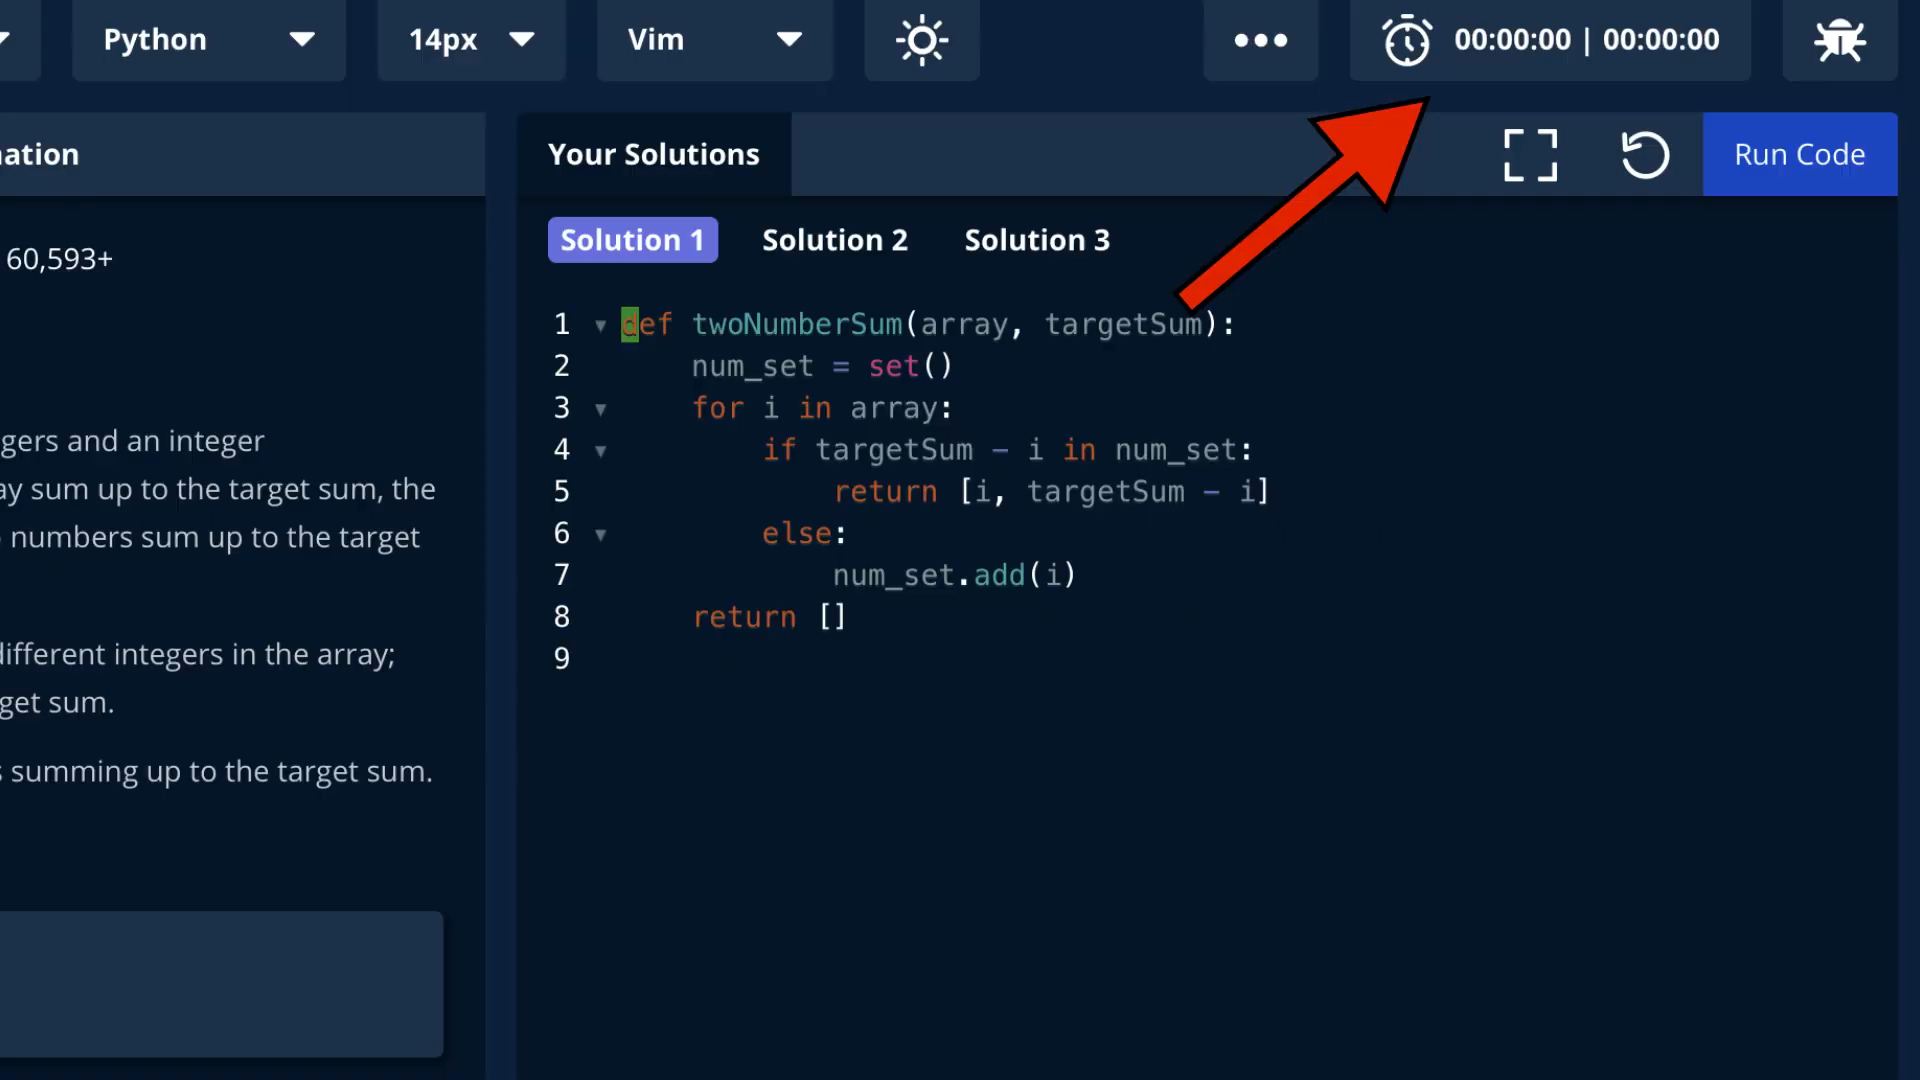 Python 14px Vim 00:00:00 | 00:00:00
ation
60,593+
gers and an integer
ay sum up to the target sum, the
numbers sum up to the target
different integers in the array;
get sum.
s summing up to the target sum.
Your Solutions Run Code
Solution 1 Solution 2 Solution 3
1 def twoNumberSum(array, targetSum):
2 num_set = set()
3 for i in array:
4 if targetSum - i in num_set:
5 return [i, targetSum - i]
6 else:
7 num_set.add(i)
8 return []
9